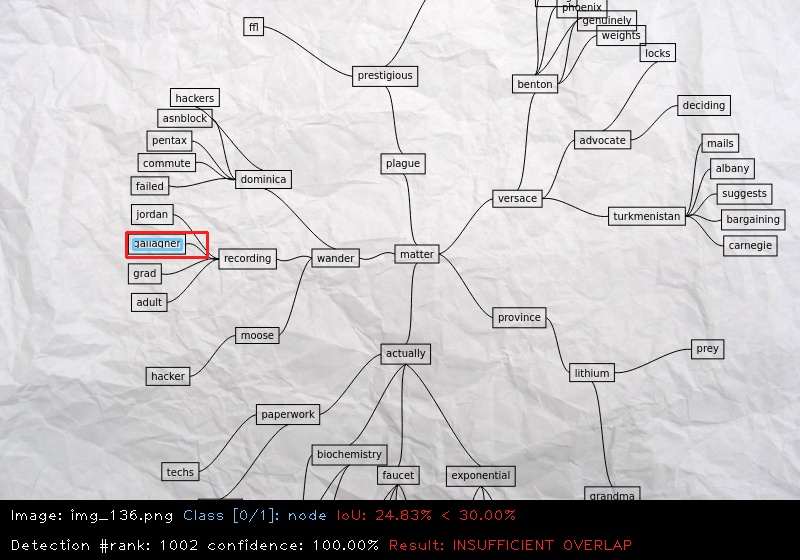 phoenix
genuinely
ffl
weights
locks
prestigious
benton
hackers
deciding
asnblock
pentax
advocate
mails
commute
plague
albany
failed
dominica
suggests
versace
jordan
turkmenistan
bargaining
gallagher
carnegie
recording
wander
matter
grad
adult
province
moose
actually
prey
hacker
lithium
paperwork
biochemistry
techs
faucet
exponential
grandma
Image: img_136.png Class [0/1]: node IoU: 24.83% < 30.00%
Detection #rank: 1002 confidence: 100.00% Result: INSUFFICIENT OVERLAP